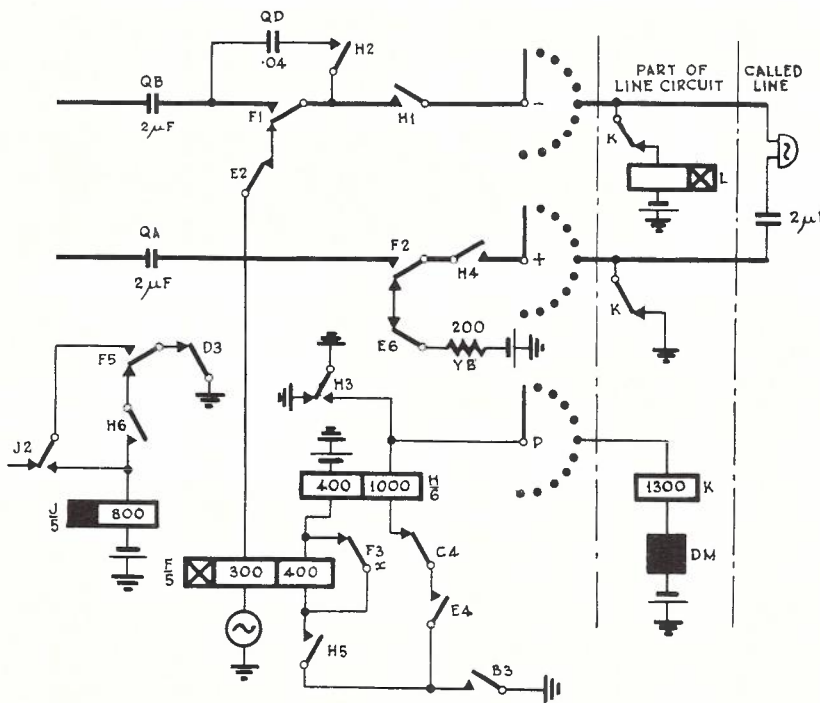 QD
.04
H2
QB
2μF
F1
H1
-
PART OF
LINE CIRCUIT
CALLED
LINE
K
L
E2
QA
2μF
F2
H4
+
2μF
K
E6
200
YB
F5
D3
H3
H6
J2
P
400 1000
H
6
J
5
800
1300
K
F
5
300
400
F3
x
C4
DM
E4
H5
B3